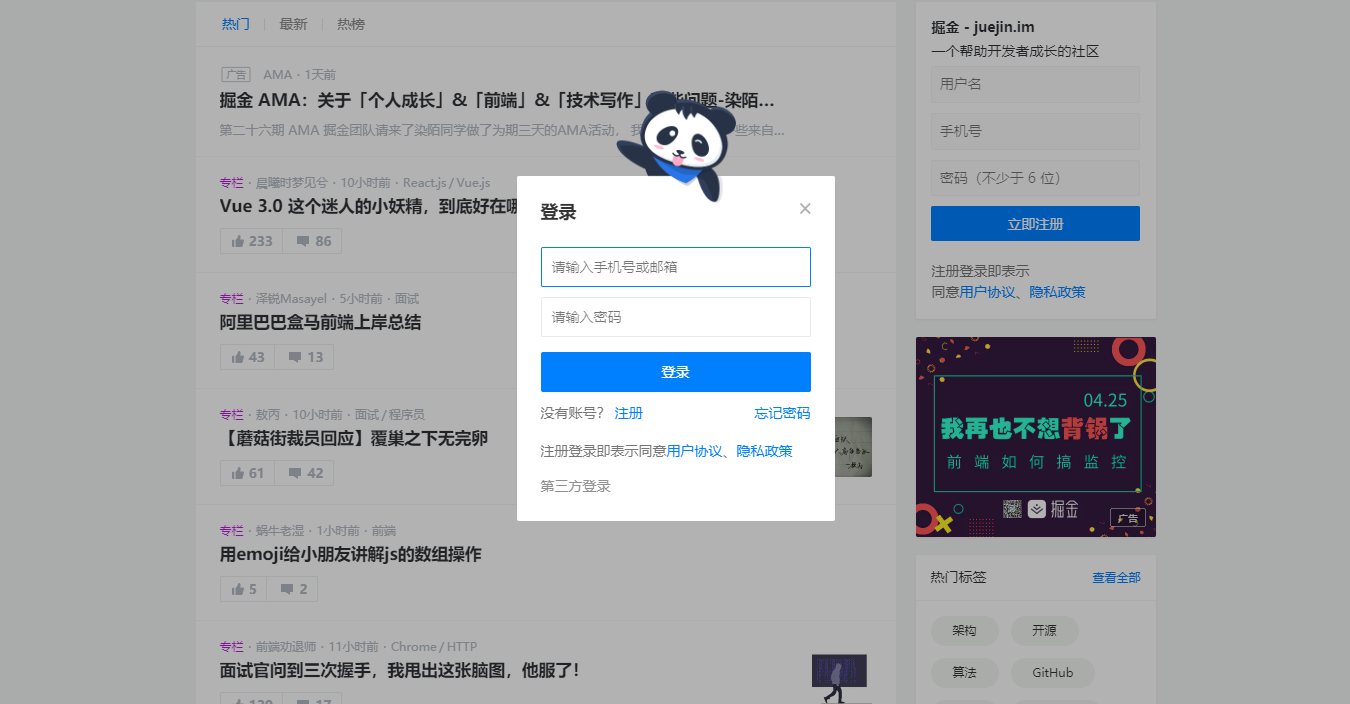 热门
最新
热榜
广告 AMA · 1天前
掘金 AMA：关于「个人成长」&「前端」&「技术写作」 些问题-染陌...
第二十六期 AMA 掘金团队请来了染陌同学做了为期三天的AMA活动， 我 些来自...
专栏 · 晨曦时梦见兮 · 10小时前 · React.js / Vue.js
Vue 3.0 这个迷人的小妖精，到底好在哪
233 86
专栏 · 泽锐Masayel · 5小时前 · 面试
阿里巴巴盒马前端上岸总结
43 13
专栏 · 敖丙 · 10小时前 · 面试 / 程序员
【蘑菇街裁员回应】覆巢之下无完卵
61 42
专栏 · 蜗牛老湿 · 1小时前 · 前端
用emoji给小朋友讲解js的数组操作
5 2
专栏 · 前端劝退师 · 11小时前 · Chrome / HTTP
面试官问到三次握手，我甩出这张脑图，他服了！
登录
请输入手机号或邮箱
请输入密码
登录
没有账号？ 注册 忘记密码
注册登录即表示同意用户协议、隐私政策
第三方登录
掘金 - juejin.im
一个帮助开发者成长的社区
用户名
手机号
密码（不少于 6 位）
立即注册
注册登录即表示
同意用户协议、隐私政策
04.25
我再也不想背锅了
前端如何搞监控
掘金
广告
热门标签 查看全部
架构 开源
算法 GitHub